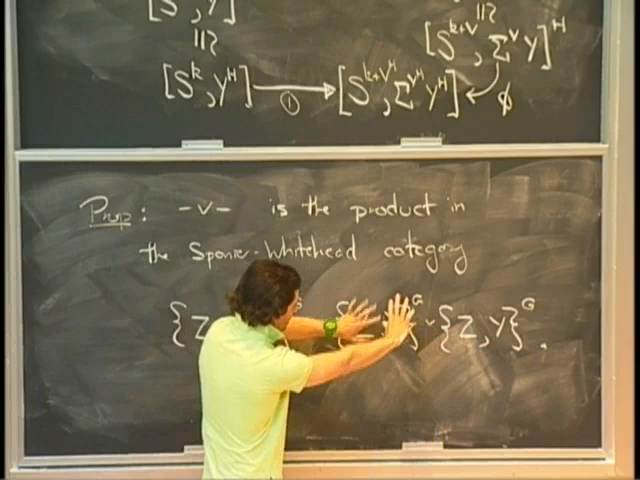 [S , Y]
[S^{k+V}, Σ^V Y]^H
[S^k, Y^H] ① → [S^{k+V^H}, Σ^{V^H} Y^H] ← φ
Prop: -v- is the product in
the Spanier-Whitehead category
{Z {Z, Y}^G.